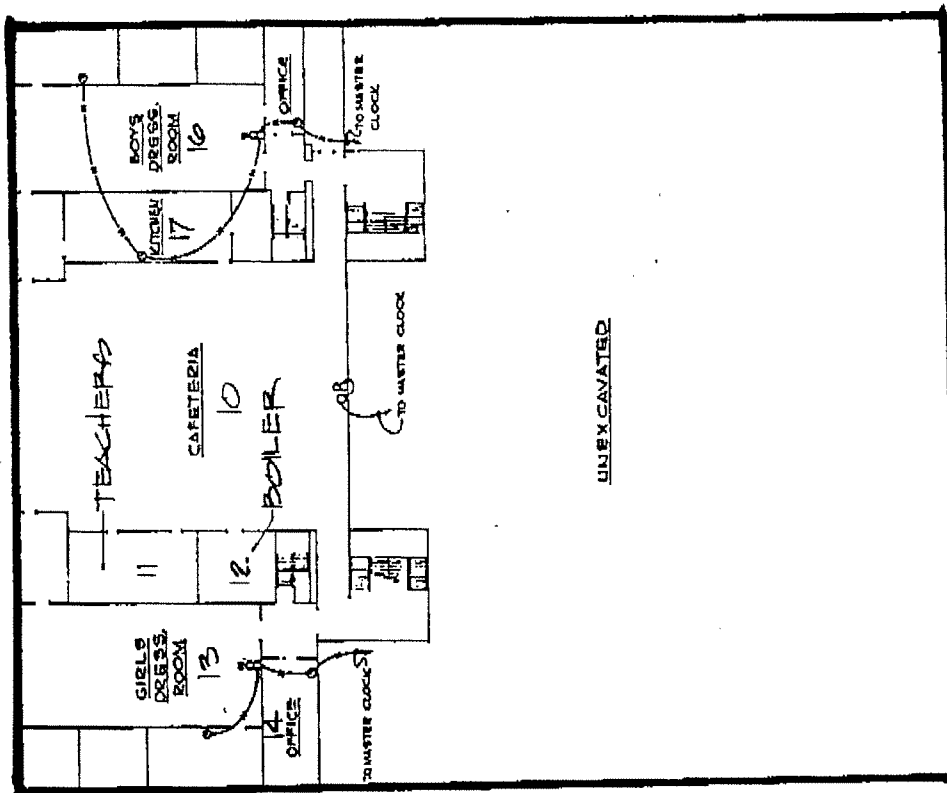 TEACHERS
GIRLS
DRESS.
ROOM
13
11
CAFETERIA
10
KITCHEN
17
BOYS
DRESS.
ROOM
16
12.
BOILER
14
OFFICE
OFFICE
TO MASTER CLOCK
TO MASTER CLOCK
TO MASTER
CLOCK
UNEXCAVATED